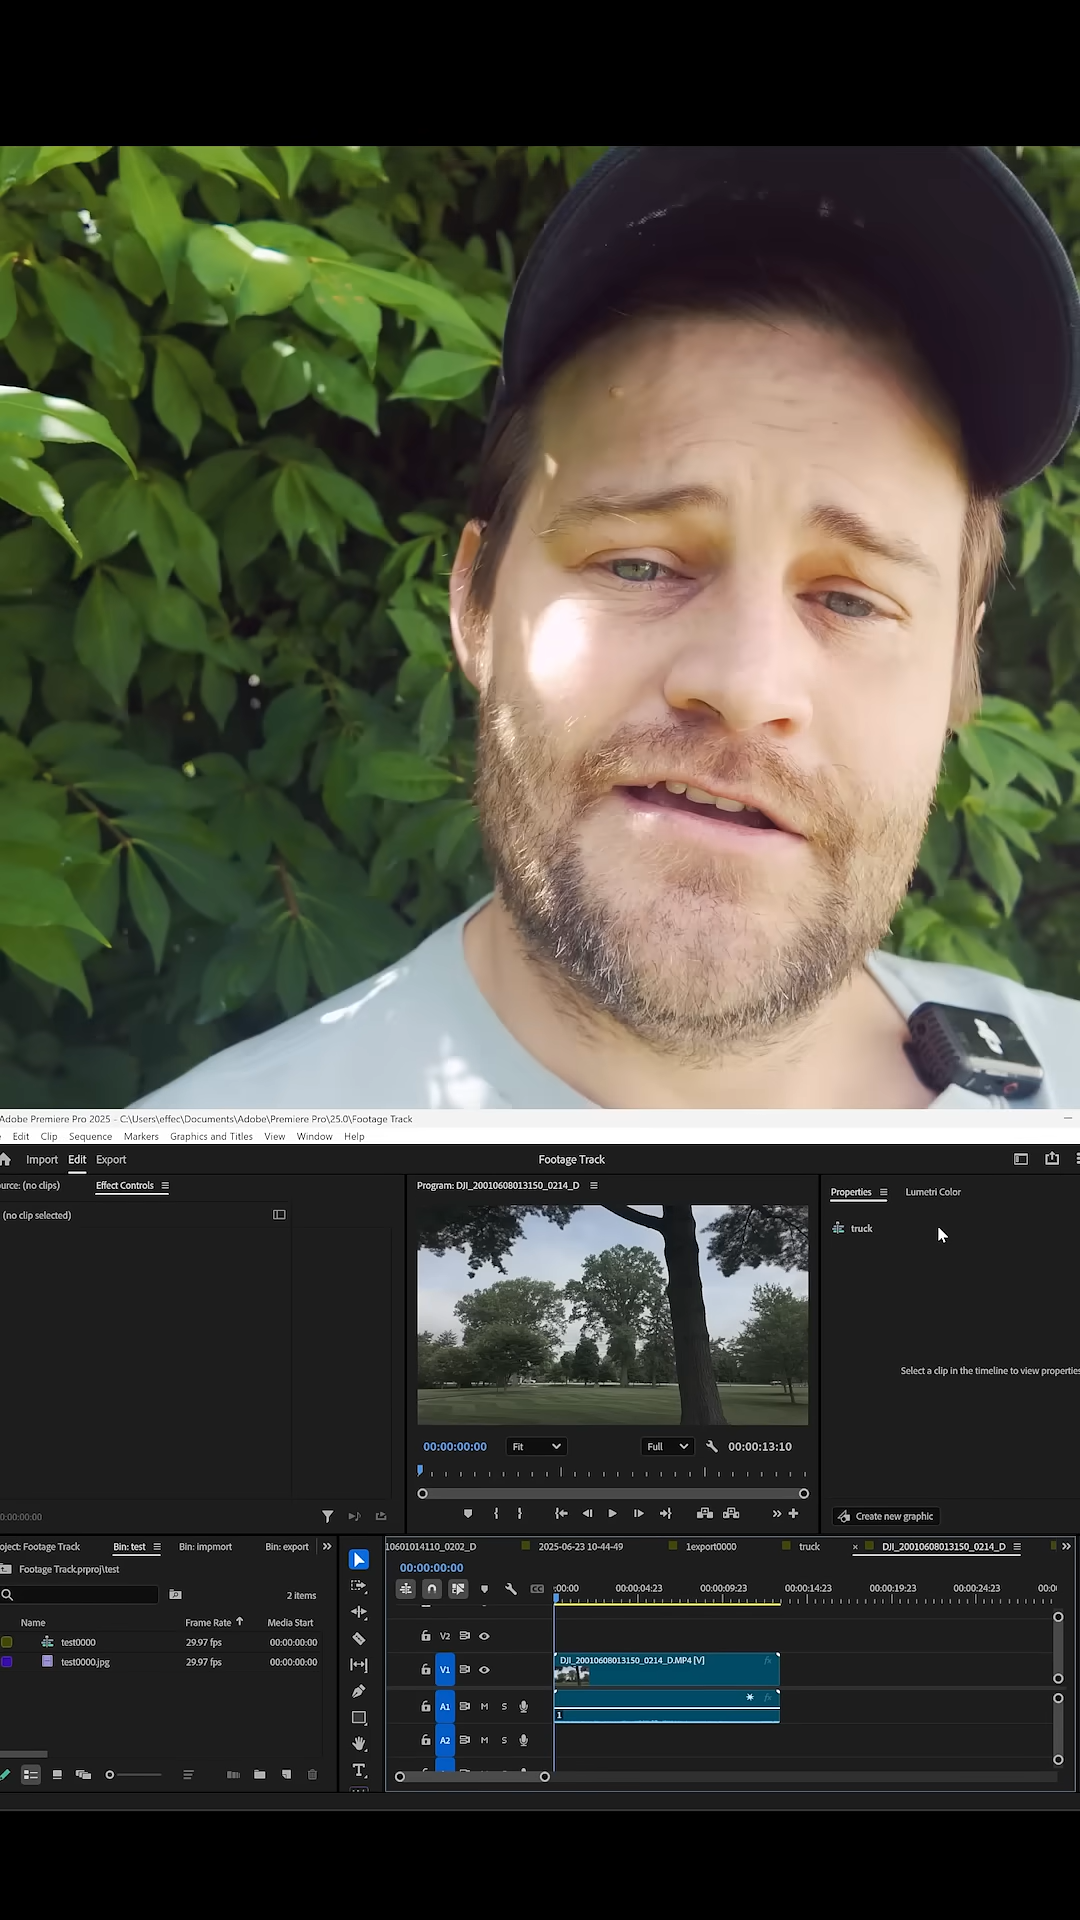 Adobe Premiere Pro 2025 - C:\Users\effec\Documents\Adobe\Premiere Pro\25.0\Footage Track
Edit Clip Sequence Markers Graphics and Titles View Window Help
Import Edit Export Footage Track
urce: (no clips) Effect Controls
Program: DJI_20010608013150_0214_D
Properties Lumetri Color
(no clip selected)
truck
Select a clip in the timeline to view properties
00:00:00:00 Fit Full 00:00:13:10
0:00:00:00
Create new graphic
oject: Footage Track Bin: test Bin: impmort Bin: export
10601014110_0202_D 2025-06-23 10-44-49 1export0000 truck × DJI_20010608013150_0214_D
Footage Track.prproj\test
00:00:00:00
2 items
:00:00 00:00:04:23 00:00:09:23 00:00:14:23 00:00:19:23 00:00:24:23 00:0
Name Frame Rate Media Start
test0000 29.97 fps 00:00:00:00
test0000.jpg 29.97 fps 00:00:00:00
V2
V1 DJI_20010608013150_0214_D.MP4 [V] fx
A1 M S fx
1
A2 M S
T